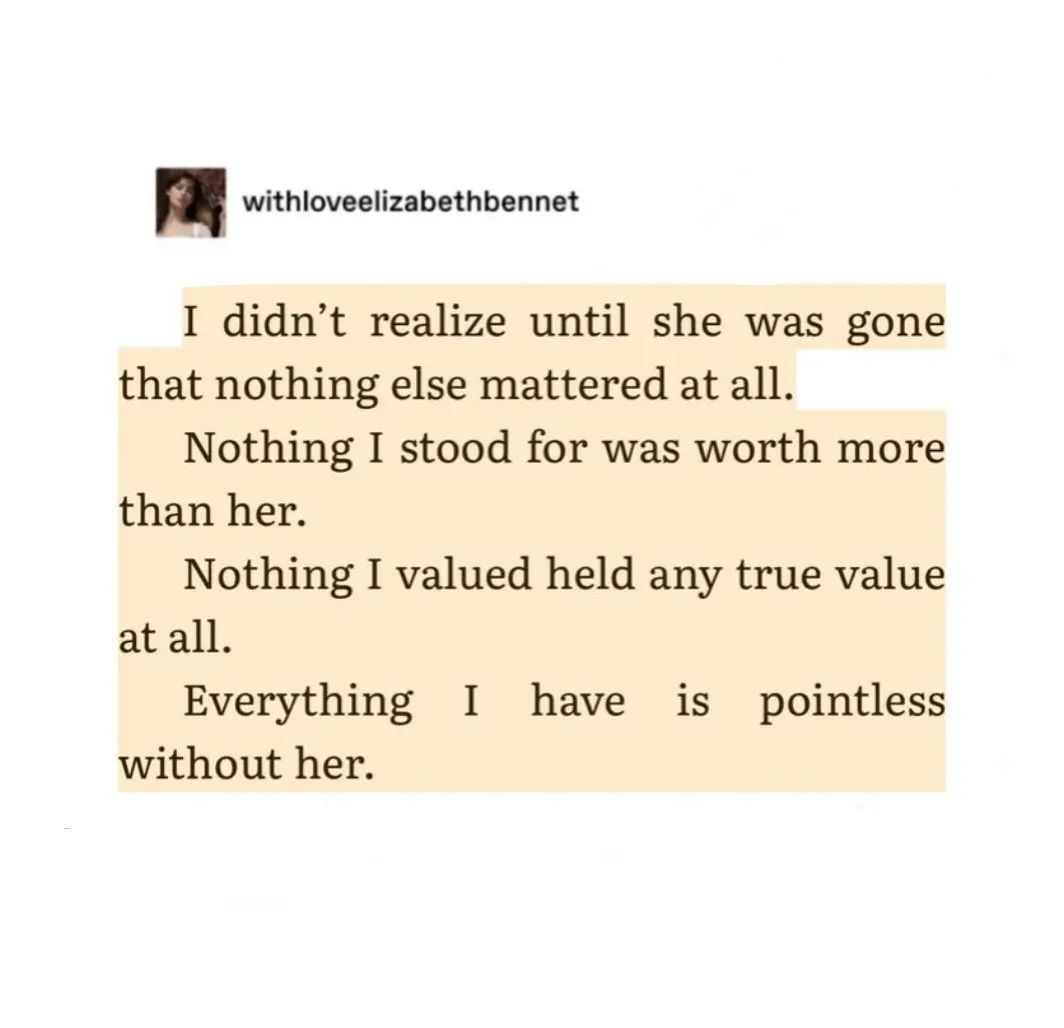 withloveelizabethbennet
I didn’t realize until she was gone
that nothing else mattered at all.
Nothing I stood for was worth more
than her.
Nothing I valued held any true value
at all.
Everything I have is pointless
without her.